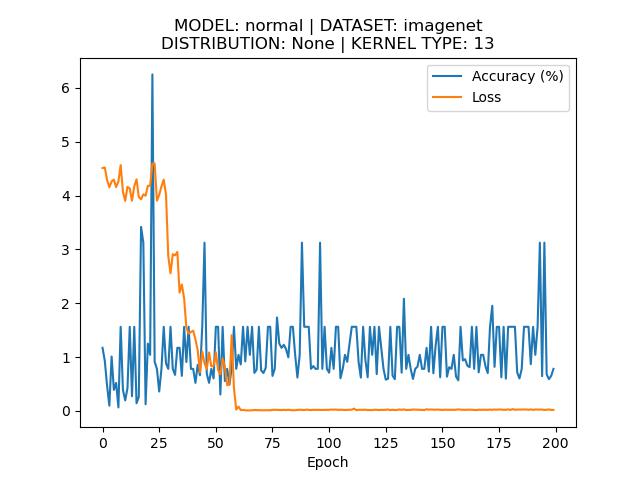 MODEL: normal | DATASET: imagenet
DISTRIBUTION: None | KERNEL TYPE: 13
Accuracy (%)
Loss
6
5
4
3
2
1
0
0 25 50 75 100 125 150 175 200
Epoch